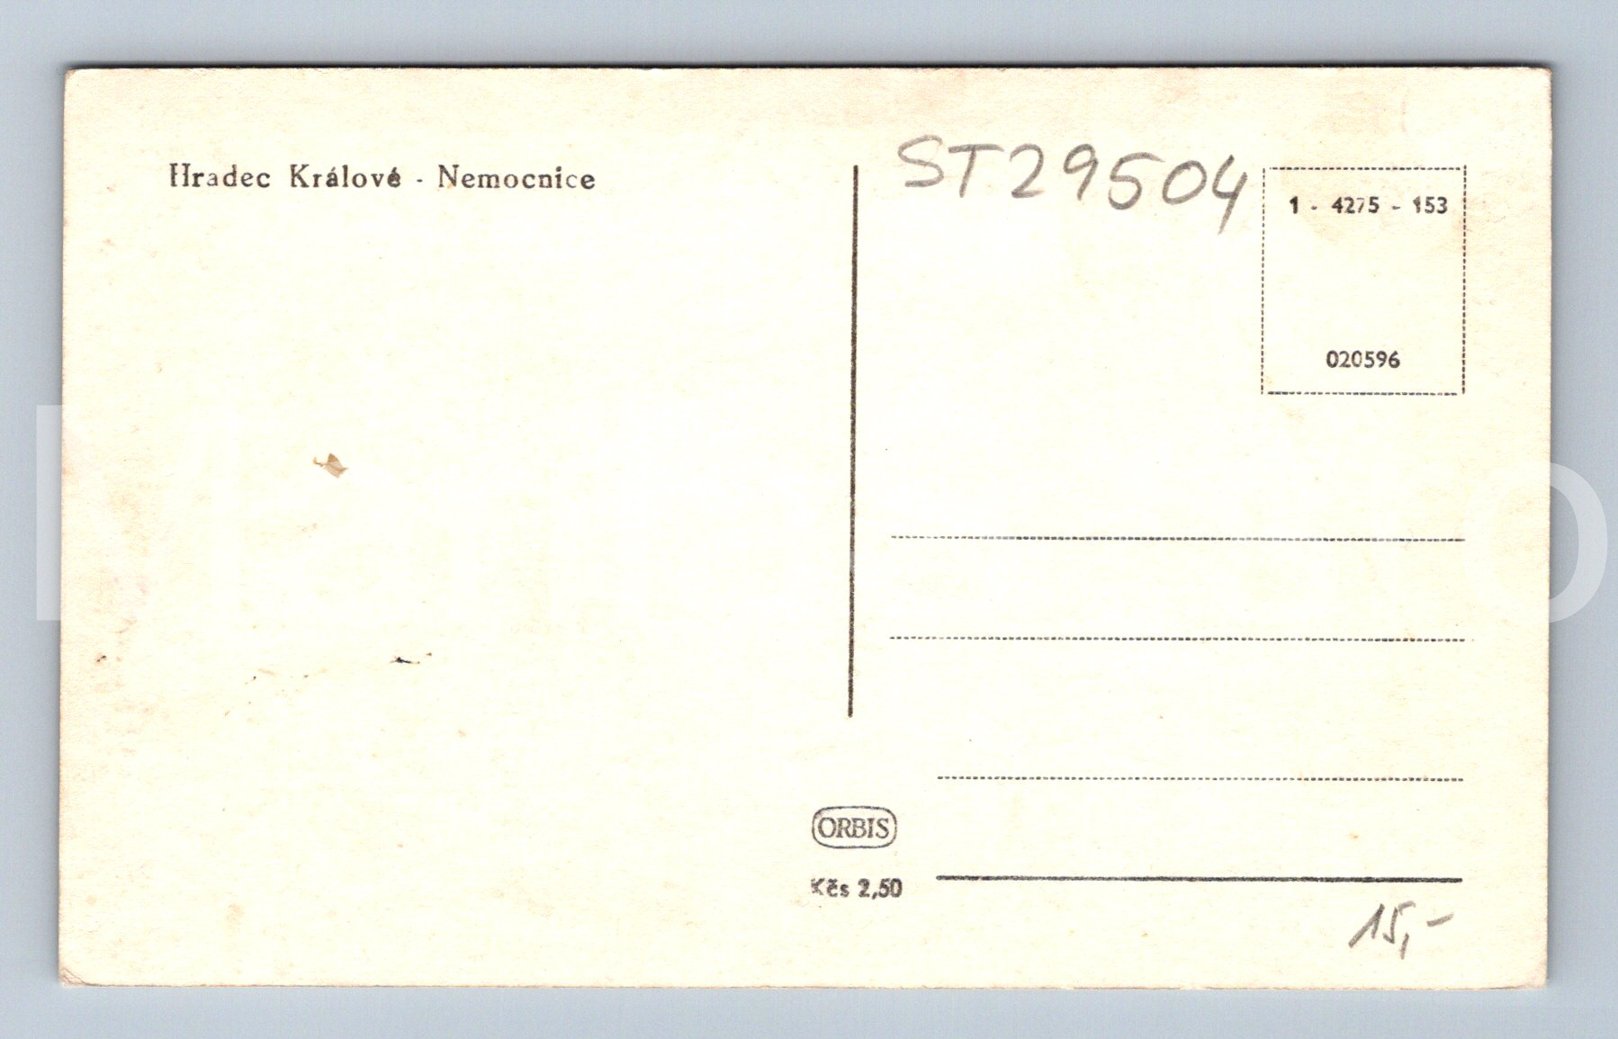 Hradec Králové - Nemocnice
ST29504
1 - 4275 - 153
020596
ORBIS
Kčs 2,50
15,-